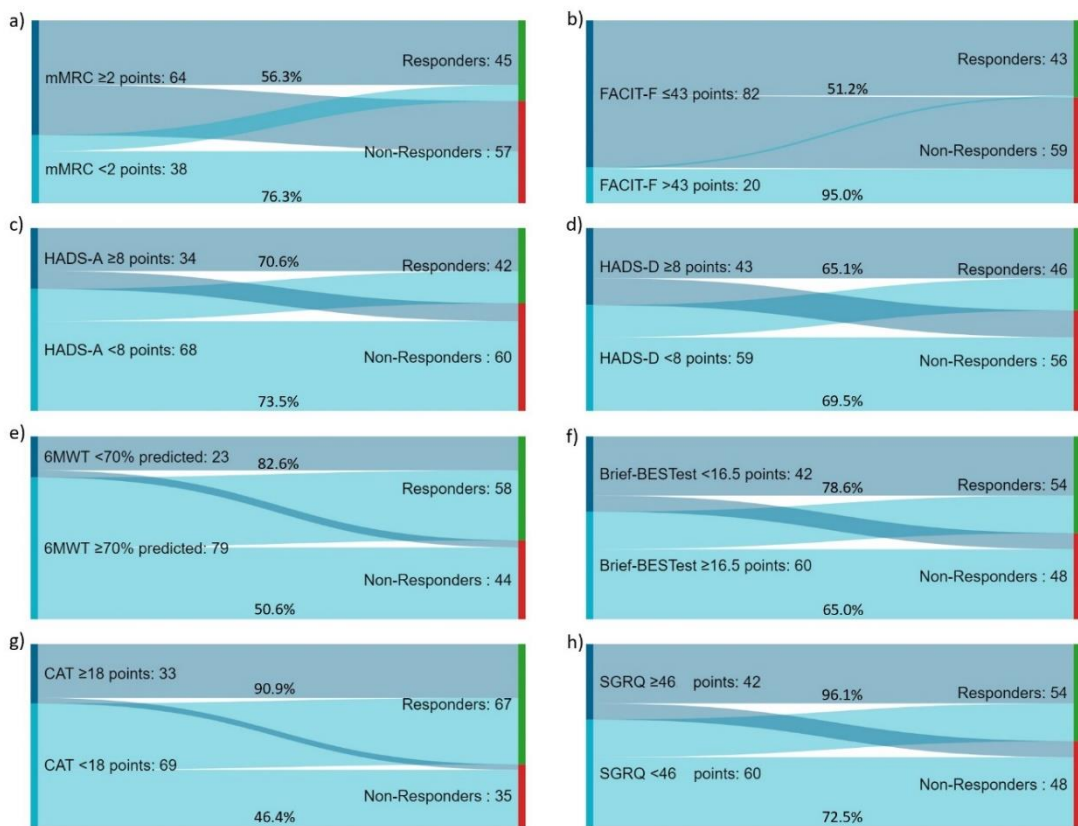 a)
mMRC ≥2 points: 64
56.3%
Responders: 45
mMRC <2 points: 38
Non-Responders : 57
76.3%
b)
FACIT-F ≤43 points: 82
51.2%
Responders: 43
FACIT-F >43 points: 20
Non-Responders : 59
95.0%
c)
HADS-A ≥8 points: 34
70.6%
Responders: 42
HADS-A <8 points: 68
Non-Responders : 60
73.5%
d)
HADS-D ≥8 points: 43
65.1%
Responders: 46
HADS-D <8 points: 59
Non-Responders : 56
69.5%
e)
6MWT <70% predicted: 23
82.6%
Responders: 58
6MWT ≥70% predicted: 79
Non-Responders : 44
50.6%
f)
Brief-BESTest <16.5 points: 42
78.6%
Responders: 54
Brief-BESTest ≥16.5 points: 60
Non-Responders : 48
65.0%
g)
CAT ≥18 points: 33
90.9%
Responders: 67
CAT <18 points: 69
Non-Responders : 35
46.4%
h)
SGRQ ≥46 points: 42
96.1%
Responders: 54
SGRQ <46 points: 60
Non-Responders : 48
72.5%